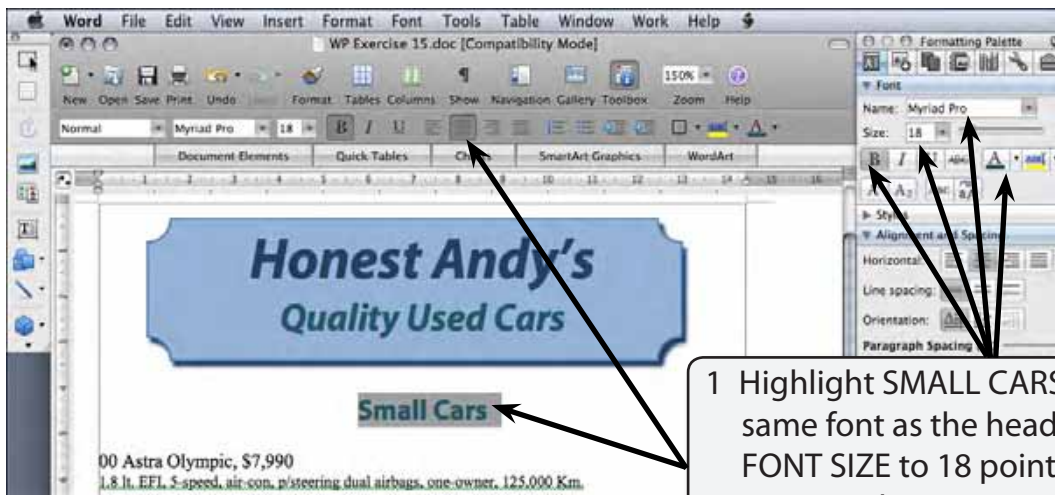 Word File Edit View Insert Format Font Tools Table Window Work Help
WP Exercise 15.doc [Compatibility Mode]
Formatting Palette
New Open Save Print Undo Format Tables Columns Show Navigation Gallery Toolbox Zoom Help
150%
Font
Name: Myriad Pro
Size: 18
Normal Myriad Pro 18 B I U
Document Elements Quick Tables SmartArt Graphics WordArt
B I
Styles
Alignment and Spacing
Horizontal:
Line spacing:
Orientation:
Paragraph Spacing
Honest Andy's
Quality Used Cars
Small Cars
00 Astra Olympic, $7,990
1.8 lt. EFI, 5-speed, air-con, p/steering dual airbags, one-owner, 125,000 Km.
1 Highlight SMALL CARS
same font as the head
FONT SIZE to 18 point